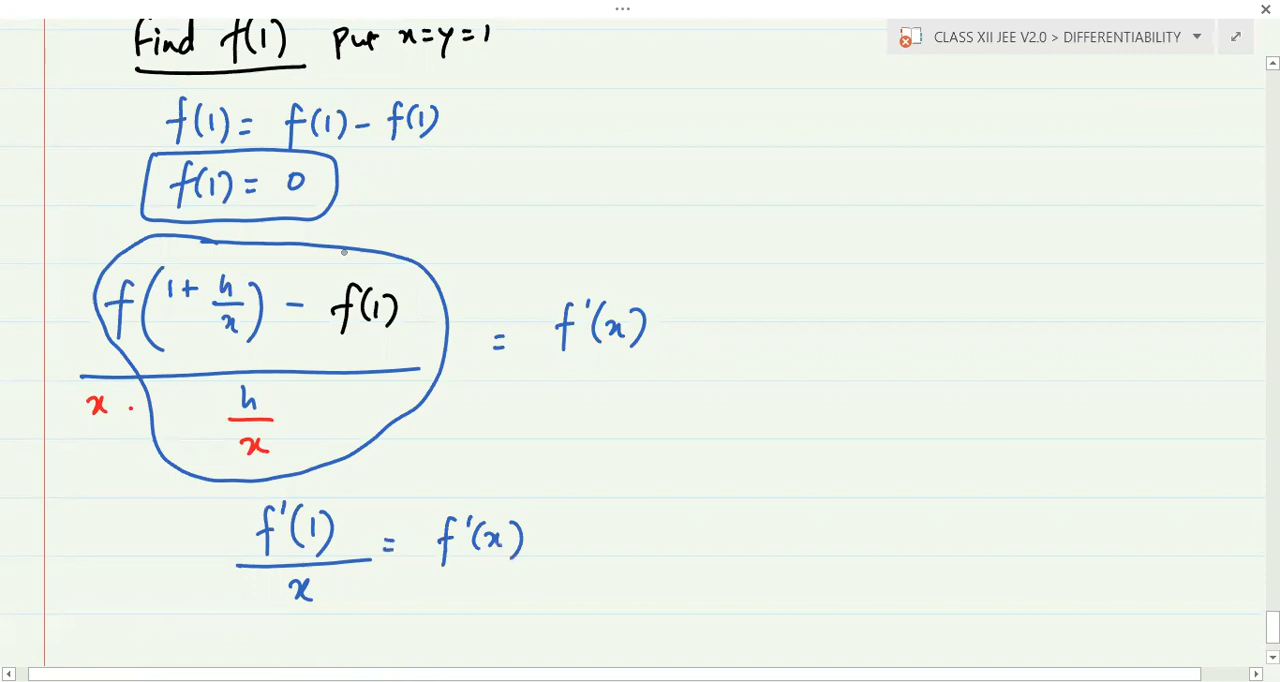 Find f(1) put x=y=1
CLASS XII JEE V2.0 > DIFFERENTIABILITY
f(1) = f(1) - f(1)
f(1) = 0
f(1 + h/x) - f(1)
= f'(x)
x . h/x
f'(1)/x = f'(x)